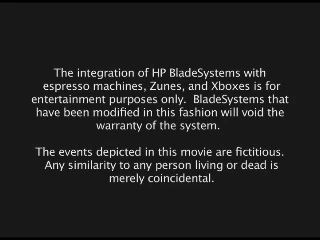 The integration of HP BladeSystems with
espresso machines, Zunes, and Xboxes is for
entertainment purposes only.  BladeSystems that
have been modified in this fashion will void the
warranty of the system.
The events depicted in this movie are fictitious.
Any similarity to any person living or dead is
merely coincidental.